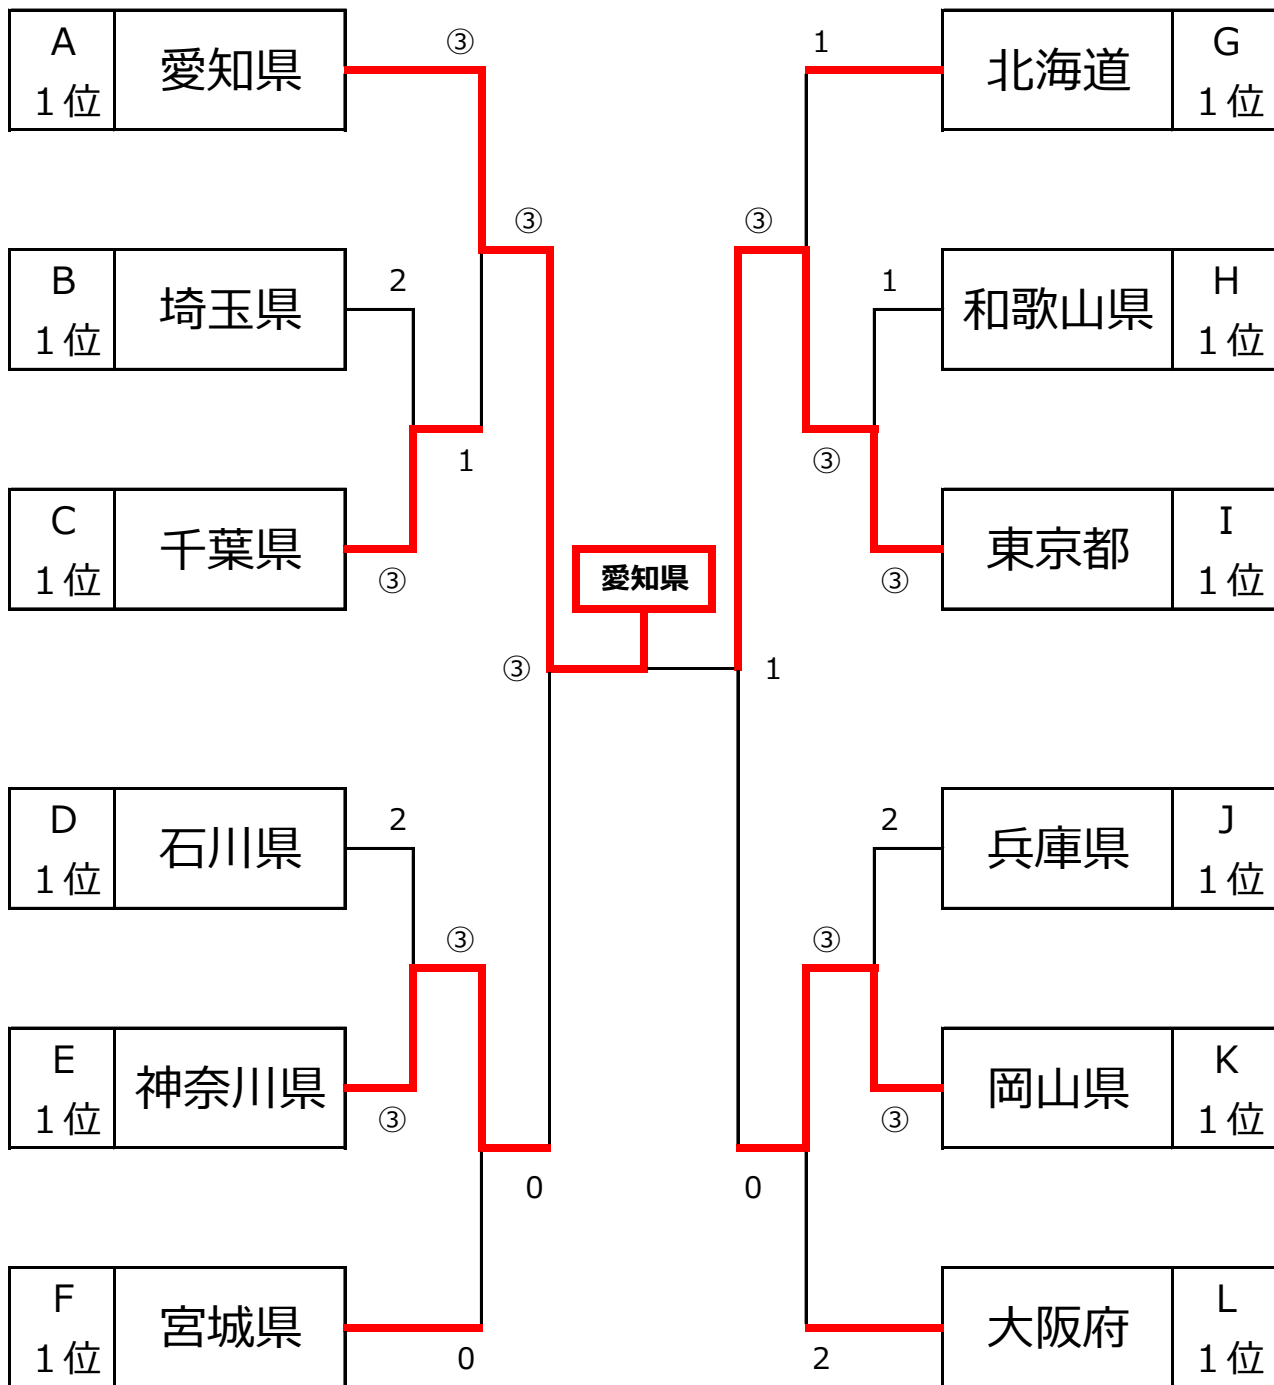 A
1位
愛知県
③
1
北海道
G
1位
③
③
B
1位
埼玉県
2
1
和歌山県
H
1位
1
③
C
1位
千葉県
③
愛知県
③
東京都
I
1位
③
1
D
1位
石川県
2
2
兵庫県
J
1位
③
③
E
1位
神奈川県
③
③
岡山県
K
1位
0
0
F
1位
宮城県
0
2
大阪府
L
1位